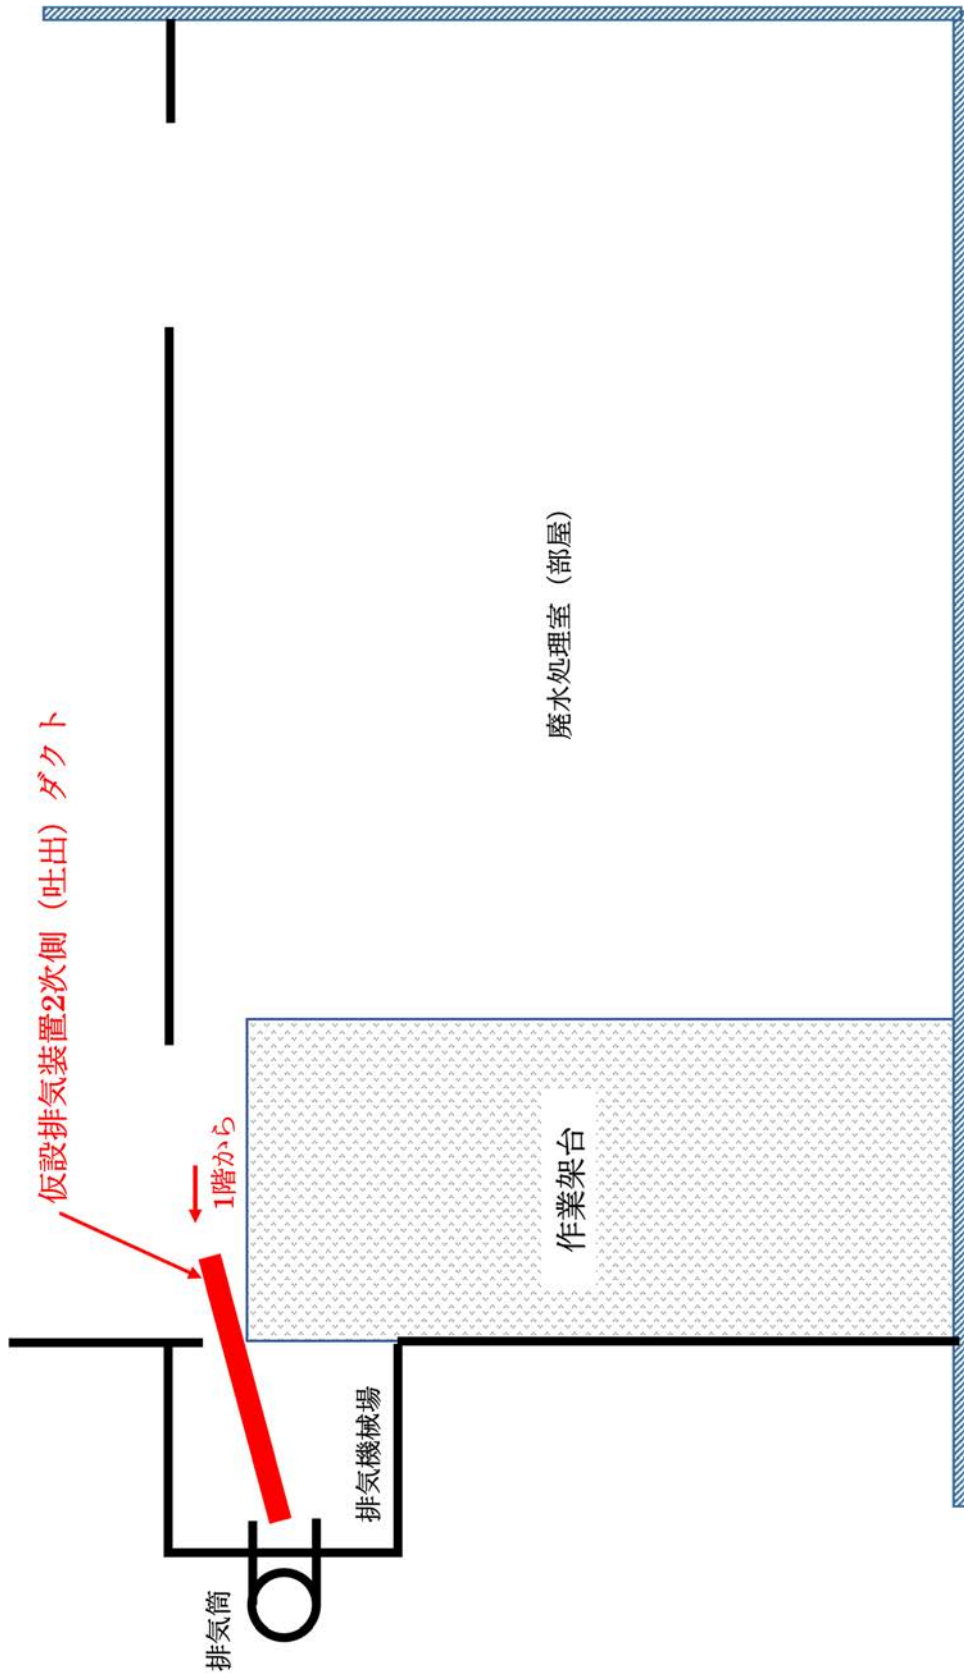 仮設排気装置2次側（吐出）ダクト
1階から
排気筒
排気機械場
作業架台
廃水処理室（部屋）